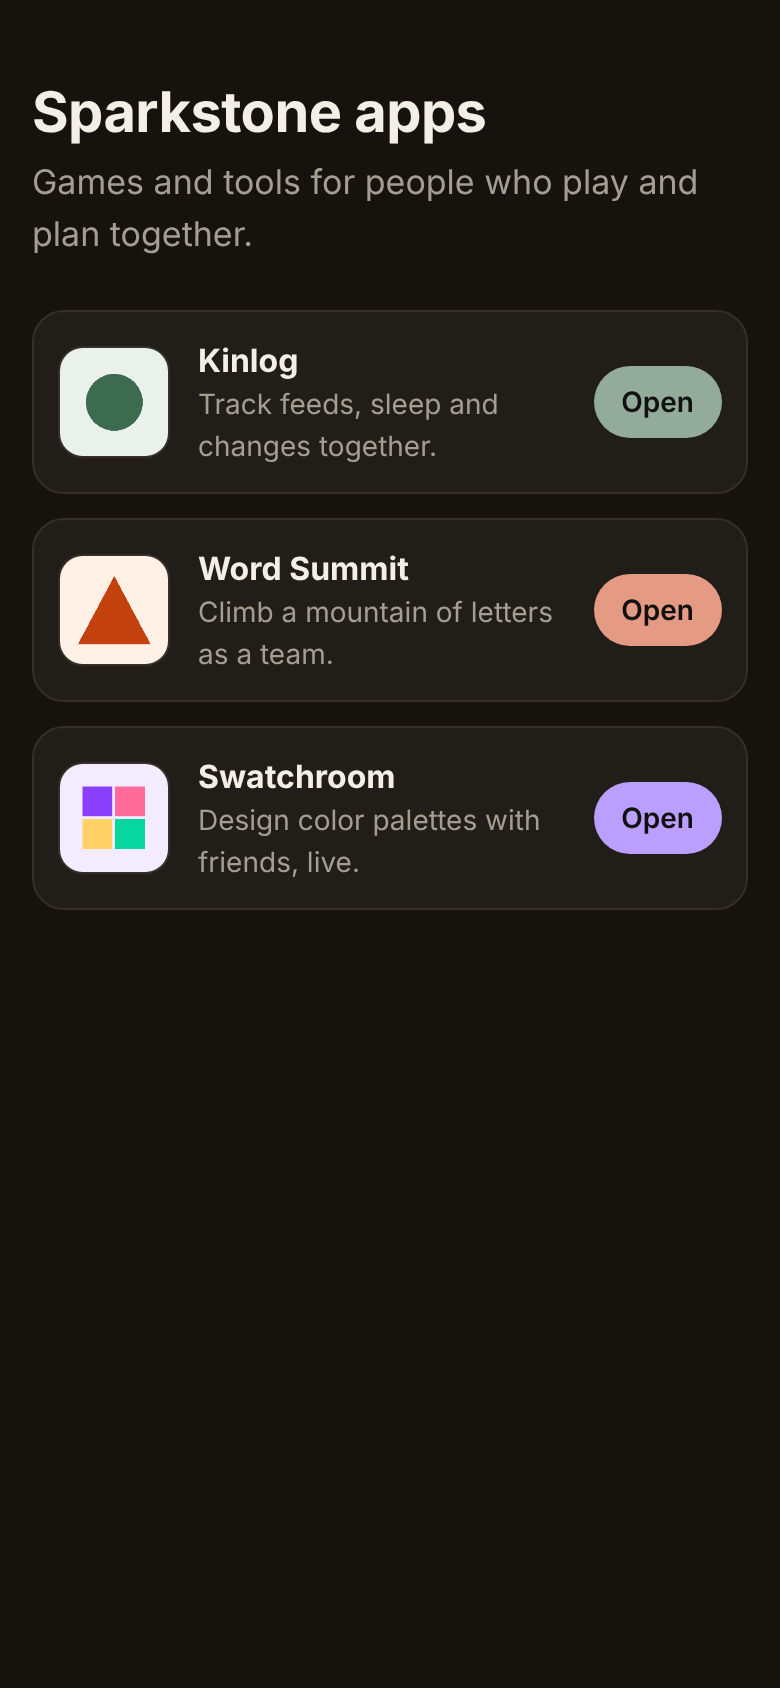 Sparkstone apps
Games and tools for people who play and
plan together.
Kinlog
Track feeds, sleep and
changes together.
Open
Word Summit
Climb a mountain of letters
as a team.
Open
Swatchroom
Design color palettes with
friends, live.
Open